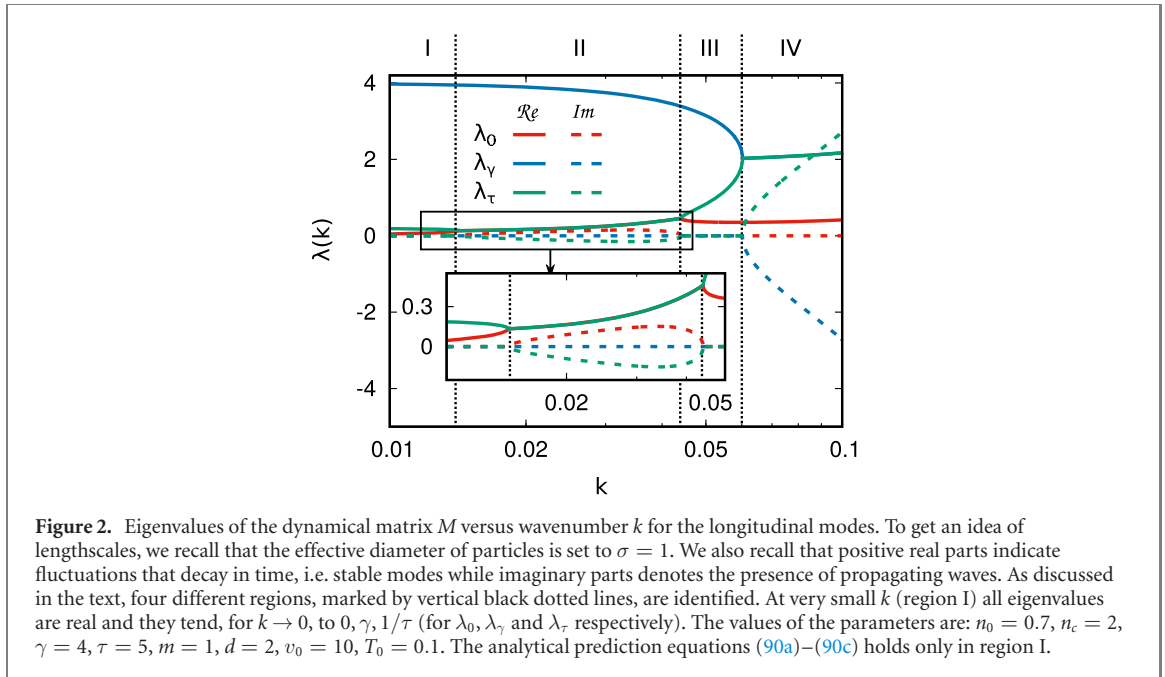 I II III IV
4
ℛe Im
λ0
λγ
2
λτ
λ(k)
0
0.3
-2
0
-4
0.02 0.05
0.01 0.02 0.05 0.1
k
Figure 2. Eigenvalues of the dynamical matrix M versus wavenumber k for the longitudinal modes. To get an idea of
lengthscales, we recall that the effective diameter of particles is set to σ = 1. We also recall that positive real parts indicate
fluctuations that decay in time, i.e. stable modes while imaginary parts denotes the presence of propagating waves. As discussed
in the text, four different regions, marked by vertical black dotted lines, are identified. At very small k (region I) all eigenvalues
are real and they tend, for k → 0, to 0, γ, 1/τ (for λ0, λγ and λτ respectively). The values of the parameters are: n0 = 0.7, nc = 2,
γ = 4, τ = 5, m = 1, d = 2, v0 = 10, T0 = 0.1. The analytical prediction equations (90a)–(90c) holds only in region I.